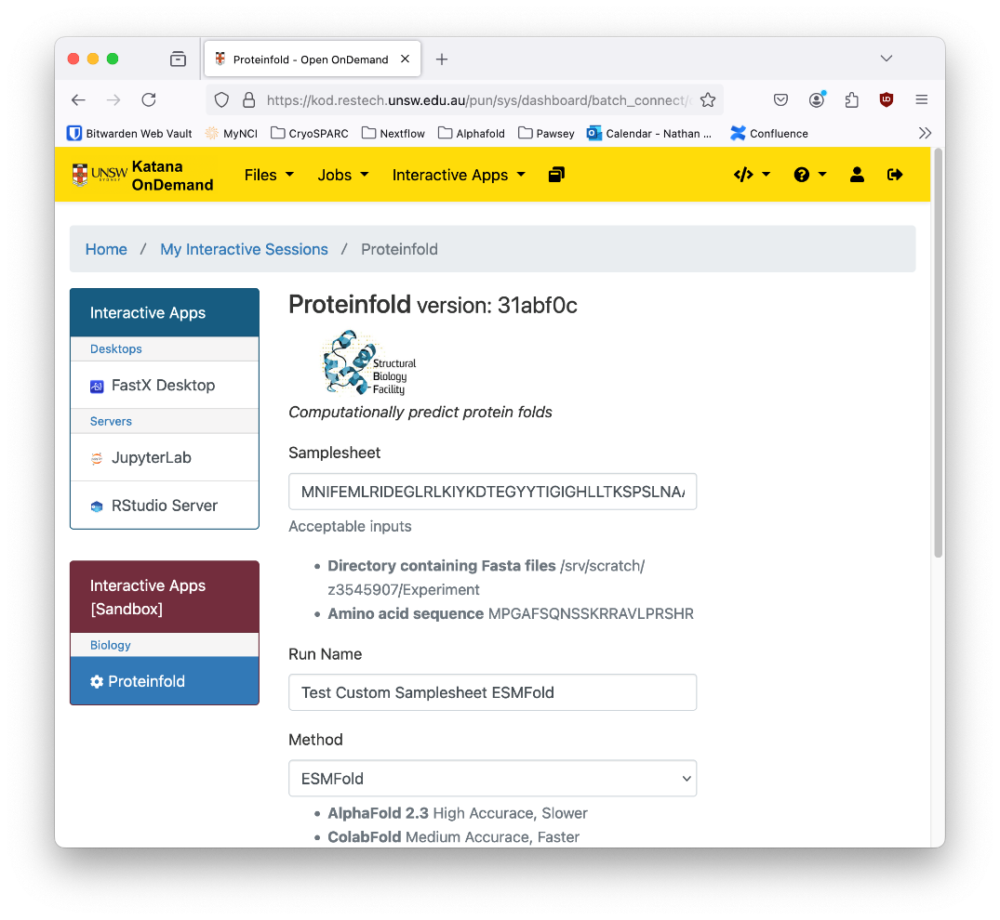 Proteinfold - Open OnDemand
https://kod.restech.unsw.edu.au/pun/sys/dashboard/batch_connect/
Bitwarden Web Vault MyNCI CryoSPARC Nextflow Alphafold Pawsey Calendar - Nathan ... Confluence
UNSW SYDNEY Katana OnDemand Files Jobs Interactive Apps
Home / My Interactive Sessions / Proteinfold
Interactive Apps
Desktops
FastX Desktop
Servers
JupyterLab
RStudio Server
Interactive Apps
[Sandbox]
Biology
Proteinfold
Proteinfold version: 31abf0c
Structural
Biology
Facility
Computationally predict protein folds
Samplesheet
MNIFEMLRIDEGLRLKIYKDTEGYYTIGIGHLLTKSPSLNA
Acceptable inputs
• Directory containing Fasta files /srv/scratch/
z3545907/Experiment
• Amino acid sequence MPGAFSQNSSKRRAVLPRSHR
Run Name
Test Custom Samplesheet ESMFold
Method
ESMFold
• AlphaFold 2.3 High Accurace, Slower
• ColabFold Medium Accurace, Faster